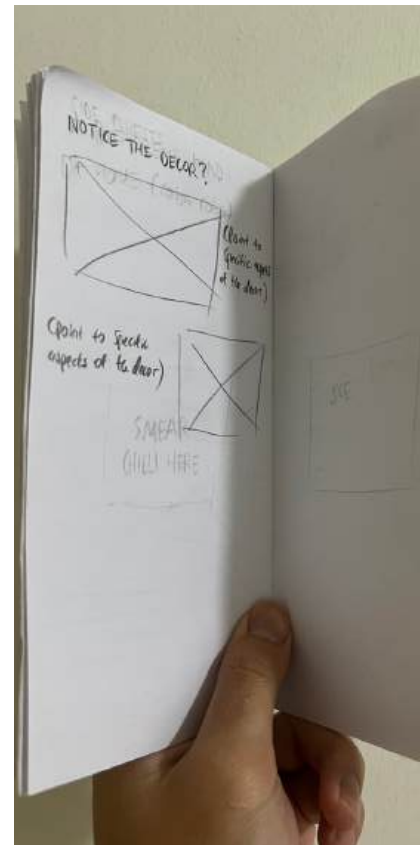 NOTICE THE DECOR?
(Point to
specific aspects
of the decor)
(point to specific
aspects of the decor)
SMEAR
CHILLI HERE